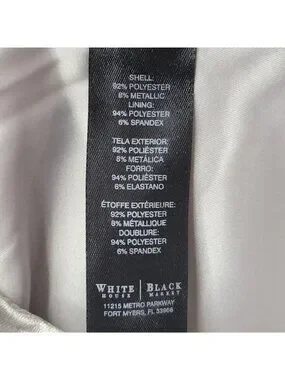 SHELL:
92% POLYESTER
8% METALLIC
LINING:
94% POLYESTER
6% SPANDEX
TELA EXTERIOR:
92% POLIÉSTER
8% METÁLICA
FORRO:
94% POLIÉSTER
6% ELASTANO
ÉTOFFE EXTÉRIEURE:
92% POLYESTER
8% MÉTALLIQUE
DOUBLURE:
94% POLYESTER
6% SPANDEX
WHITE | BLACK
HOUSE | MARKET
11215 METRO PARKWAY
FORT MYERS, FL 33966